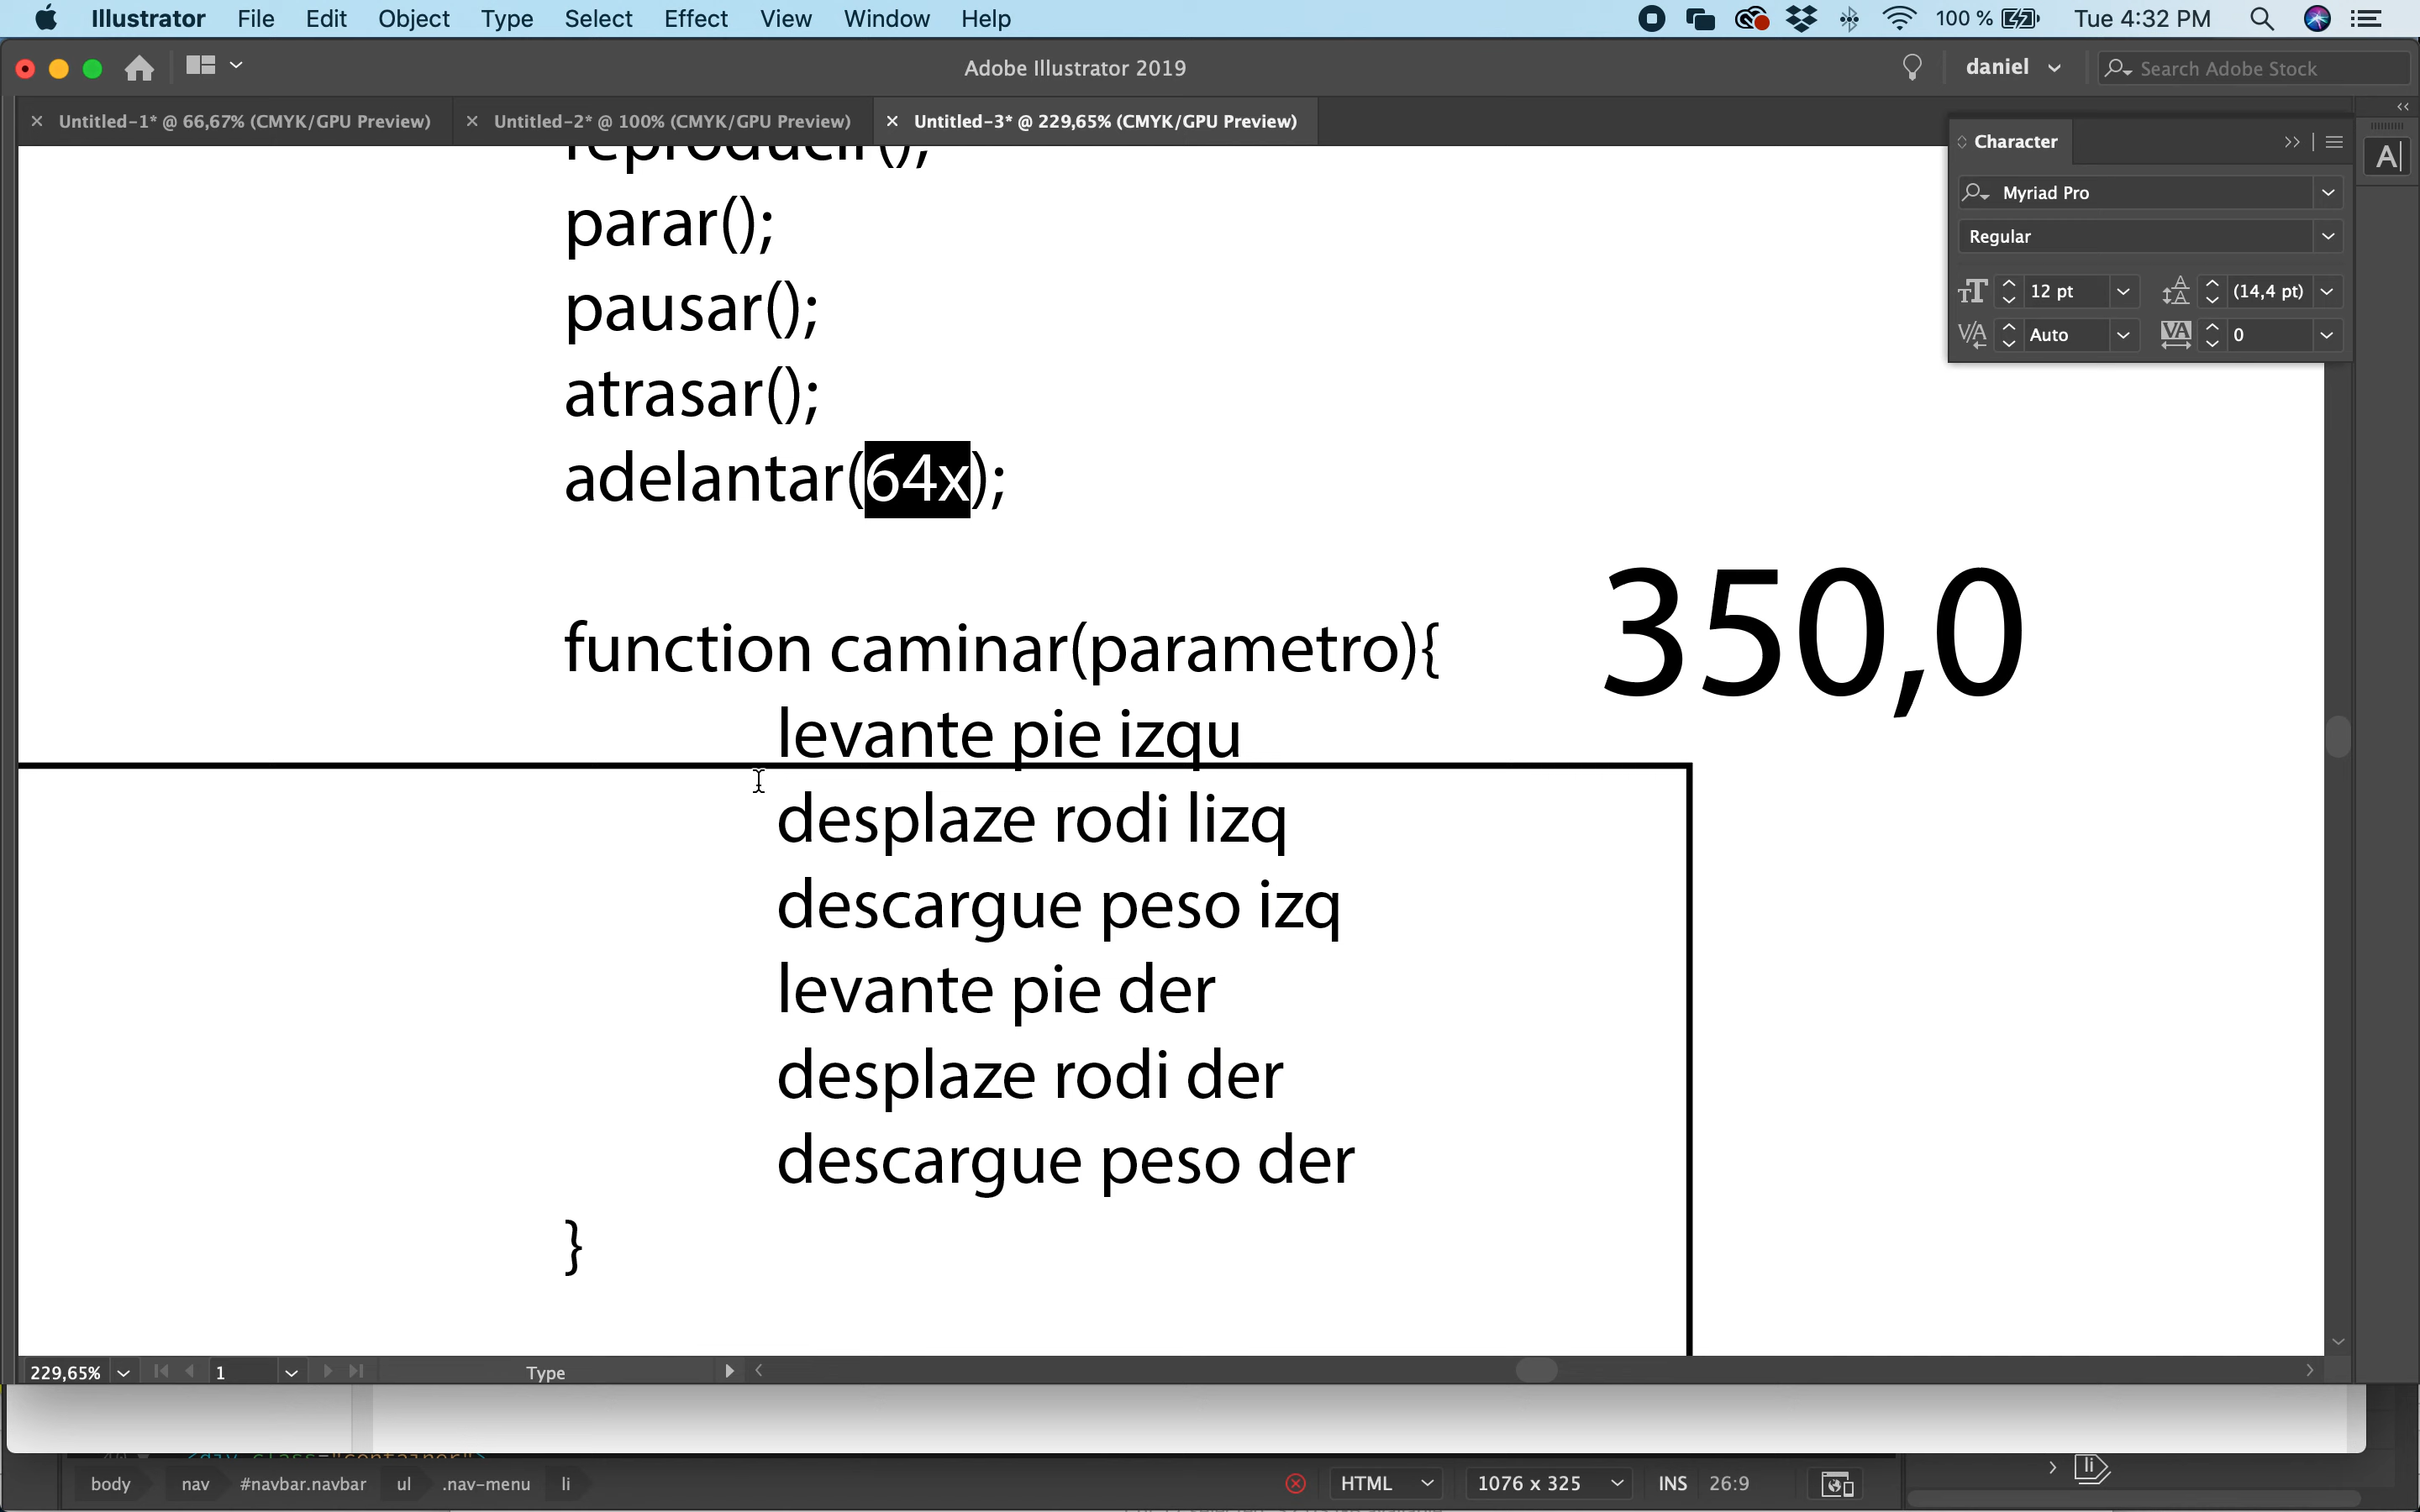 Illustrator File Edit Object Type Select Effect View Window Help 100 % Tue 4:32 PM
Adobe Illustrator 2019 daniel Search Adobe Stock
Untitled-1* @ 66,67% (CMYK/GPU Preview) Untitled-2* @ 100% (CMYK/GPU Preview) Untitled-3* @ 229,65% (CMYK/GPU Preview)
Character
Myriad Pro
Regular
12 pt (14,4 pt)
Auto 0
reproducir();
parar();
pausar();
atrasar();
adelantar(64x);
350,0
function caminar(parametro){
levante pie izqu
desplaze rodi lizq
descargue peso izq
levante pie der
desplaze rodi der
descargue peso der
}
229,65% 1 Type
<div class="container">
body nav #navbar.navbar ul .nav-menu li HTML 1076 x 325 INS 26:9 li